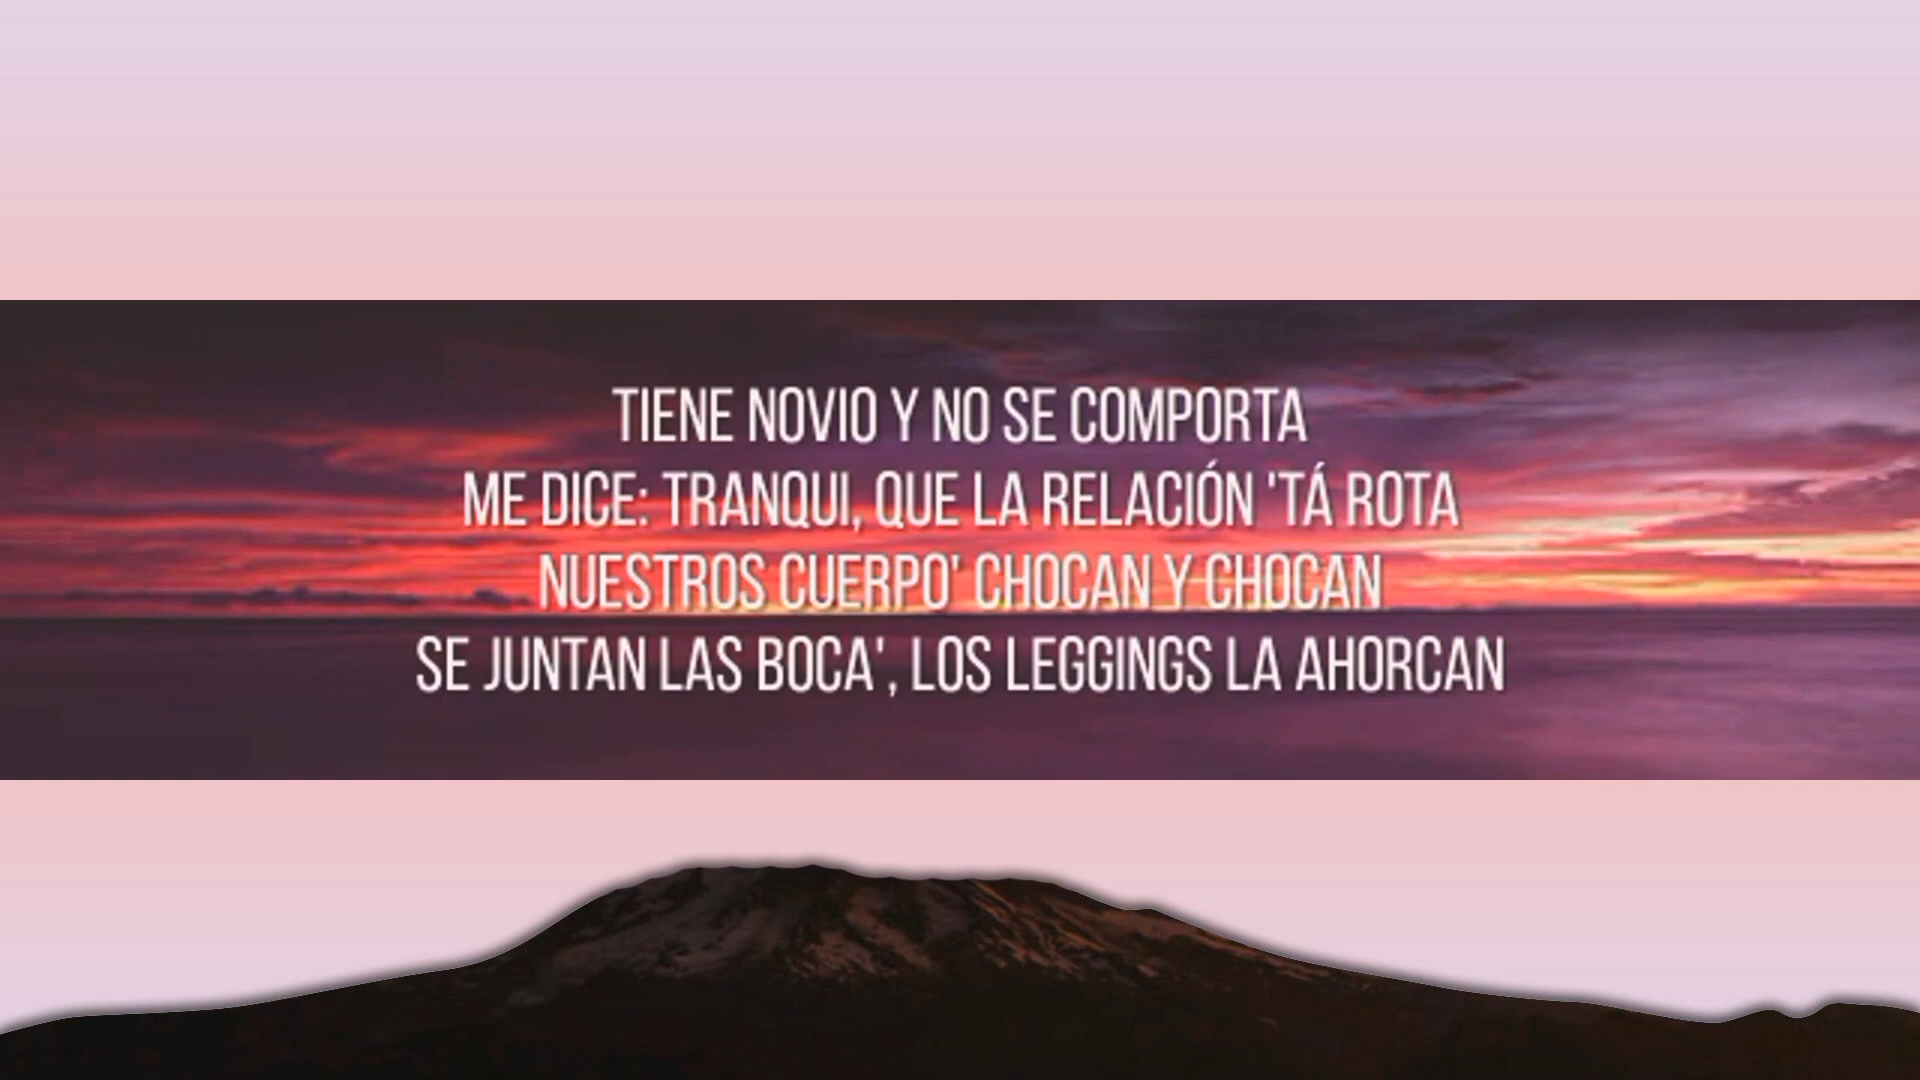 TIENE NOVIO Y NO SE COMPORTA
ME DICE: TRANQUI, QUE LA RELACIÓN 'TÁ ROTA
NUESTROS CUERPO' CHOCAN Y CHOCAN
SE JUNTAN LAS BOCA', LOS LEGGINGS LA AHORCAN